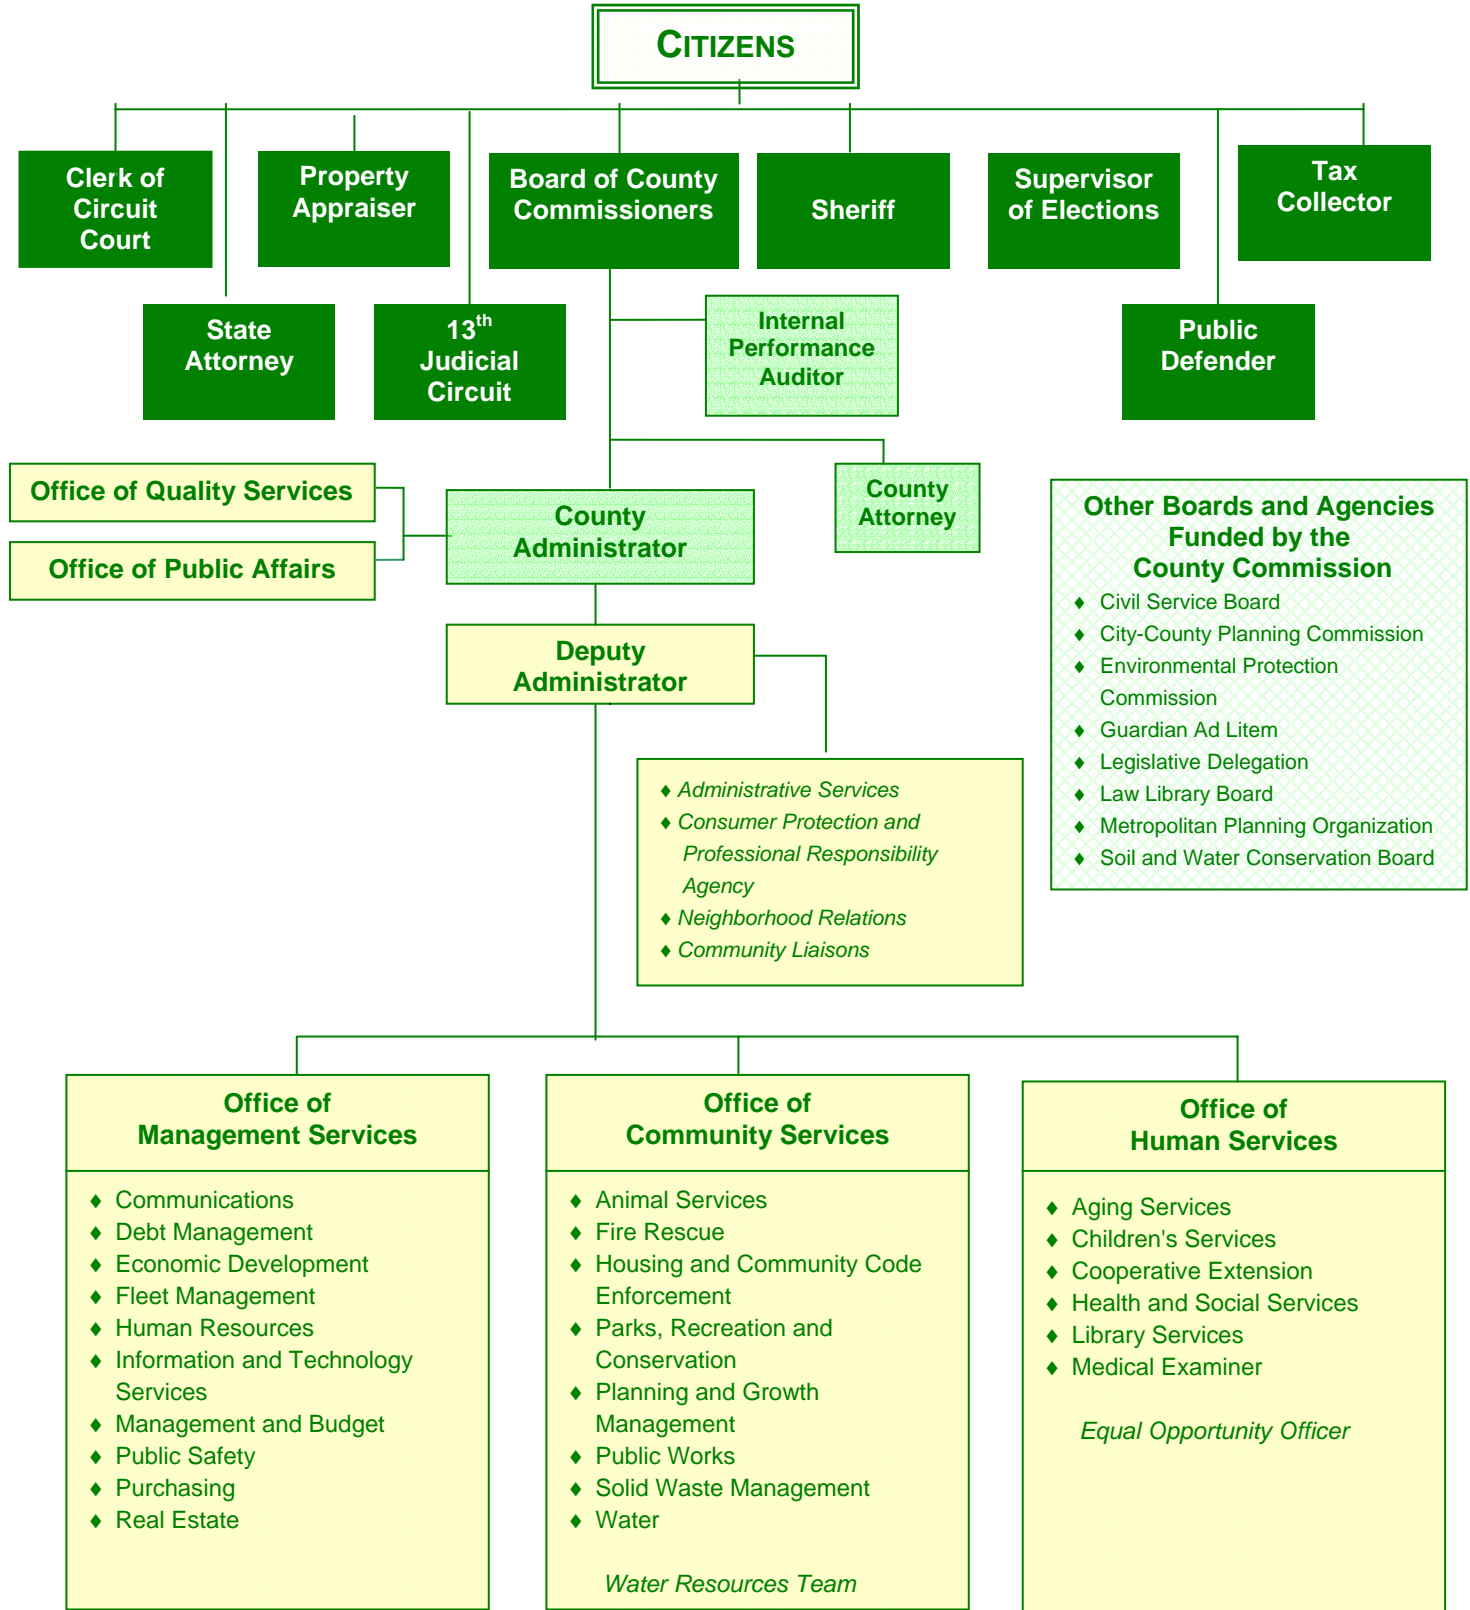 CITIZENS
Clerk of
Circuit
Court
Property
Appraiser
Board of County
Commissioners
Sheriff
Supervisor
of Elections
Tax
Collector
State
Attorney
13th
Judicial
Circuit
Internal
Performance
Auditor
Public
Defender
Office of Quality Services
Office of Public Affairs
County
Administrator
County
Attorney
Other Boards and Agencies
Funded by the
County Commission
♦ Civil Service Board
♦ City-County Planning Commission
♦ Environmental Protection
Commission
♦ Guardian Ad Litem
♦ Legislative Delegation
♦ Law Library Board
♦ Metropolitan Planning Organization
♦ Soil and Water Conservation Board
Deputy
Administrator
♦ Administrative Services
♦ Consumer Protection and
Professional Responsibility
Agency
♦ Neighborhood Relations
♦ Community Liaisons
Office of
Management Services
♦ Communications
♦ Debt Management
♦ Economic Development
♦ Fleet Management
♦ Human Resources
♦ Information and Technology
Services
♦ Management and Budget
♦ Public Safety
♦ Purchasing
♦ Real Estate
Office of
Community Services
♦ Animal Services
♦ Fire Rescue
♦ Housing and Community Code
Enforcement
♦ Parks, Recreation and
Conservation
♦ Planning and Growth
Management
♦ Public Works
♦ Solid Waste Management
♦ Water
Water Resources Team
Office of
Human Services
♦ Aging Services
♦ Children's Services
♦ Cooperative Extension
♦ Health and Social Services
♦ Library Services
♦ Medical Examiner
Equal Opportunity Officer